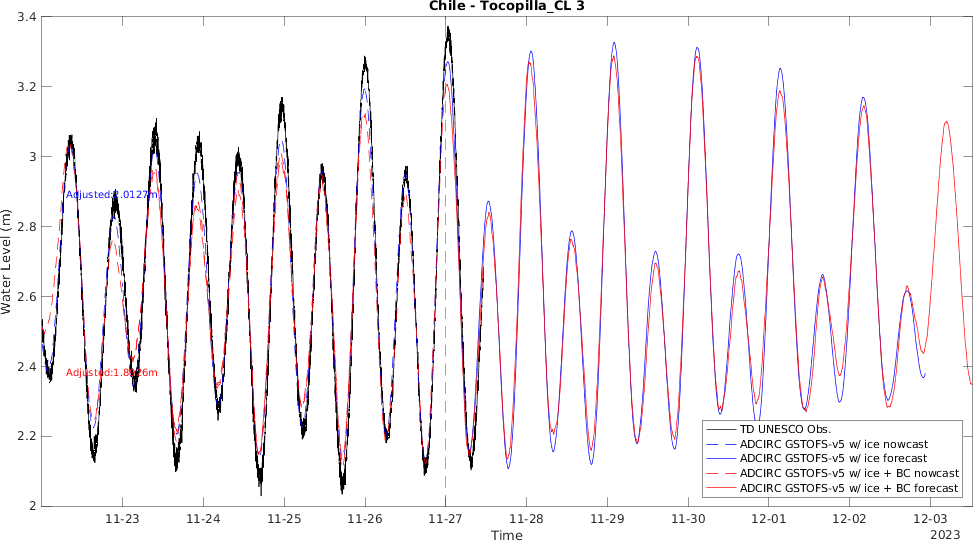 Chile - Tocopilla_CL 3
Water Level (m)
3.4
3.2
3
2.8
2.6
2.4
2.2
2
Adjusted:2.0127m
TD UNESCO Obs.
ADCIRC GSTOFS-v5 w/ ice nowcast
ADCIRC GSTOFS-v5 w/ ice forecast
ADCIRC GSTOFS-v5 w/ ice + BC nowcast
ADCIRC GSTOFS-v5 w/ ice + BC forecast
11-23
11-24
11-25
11-26
11-27
11-28
11-29
11-30
12-01
12-02
12-03
2023
Time